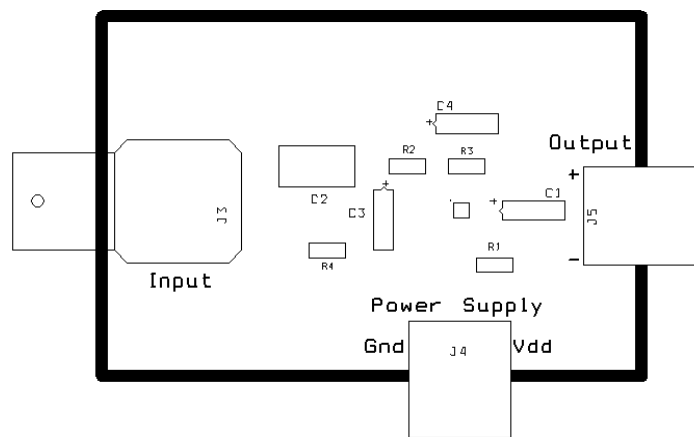 C4
+
Output
R2
R3
+
C2
+
C3
+
C1
J3
J5
R1
R4
-
Input
Power Supply
Gnd
J4
Vdd